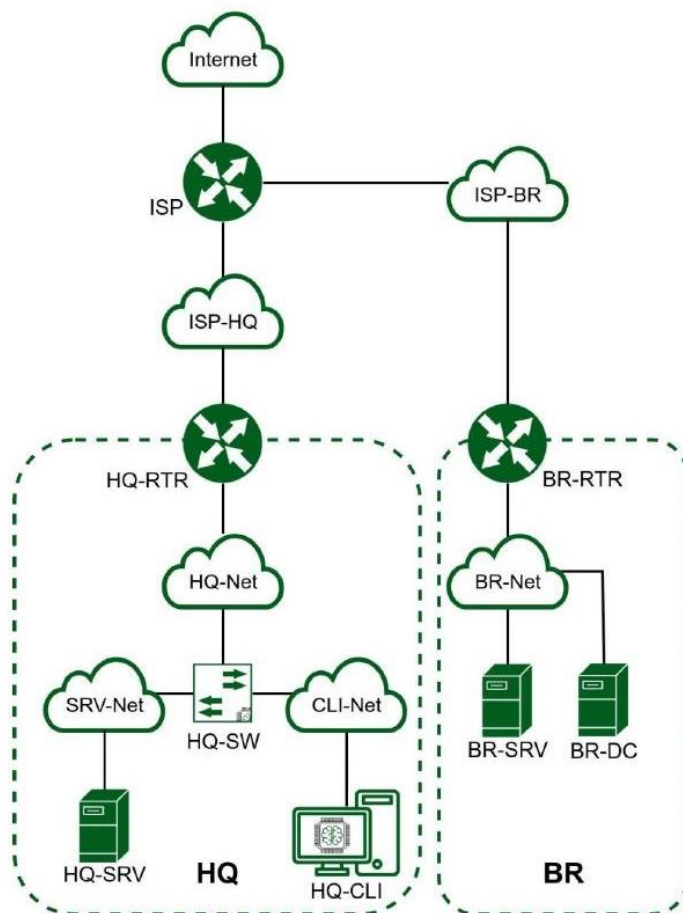 Internet
ISP
ISP-BR
ISP-HQ
HQ-RTR
BR-RTR
HQ-Net
BR-Net
SRV-Net
CLI-Net
HQ-SW
BR-SRV
BR-DC
HQ-SRV
HQ
HQ-CLI
BR